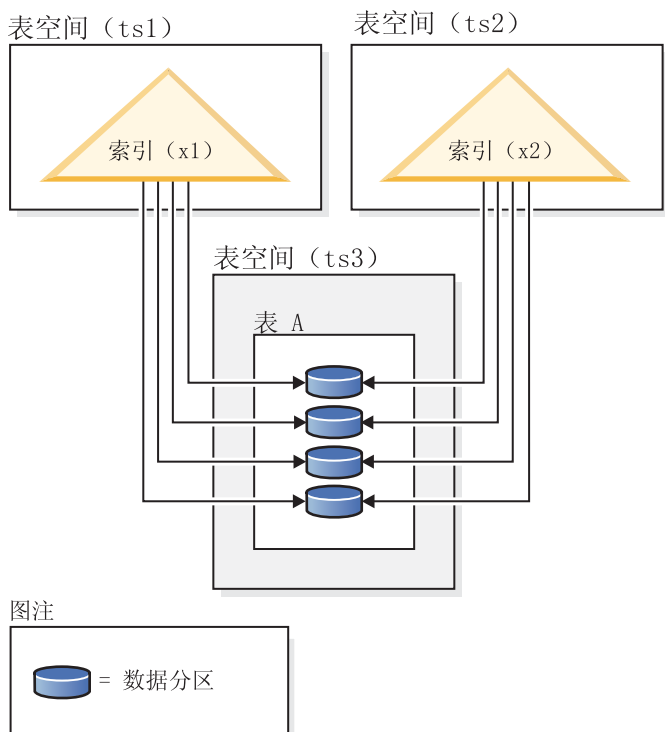 表空间（ts1）
表空间（ts2）
索引（x1）
索引（x2）
表空间（ts3）
表 A
图注
= 数据分区